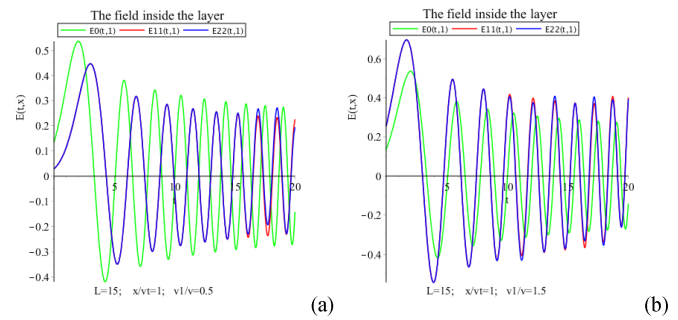 The field inside the layer
E0(t,1) E11(t,1) E22(t,1)
E(t,x)
0.5
0.4
0.3
0.2
0.1
0
−0.1
−0.2
−0.3
−0.4
5 10 15 20
t
L=15; x/vt=1; v1/v=0.5
(a)
The field inside the layer
E0(t,1) E11(t,1) E22(t,1)
E(t,x)
0.6
0.4
0.2
0
−0.2
−0.4
5 10 15 20
t
L=15; x/vt=1; v1/v=1.5
(b)